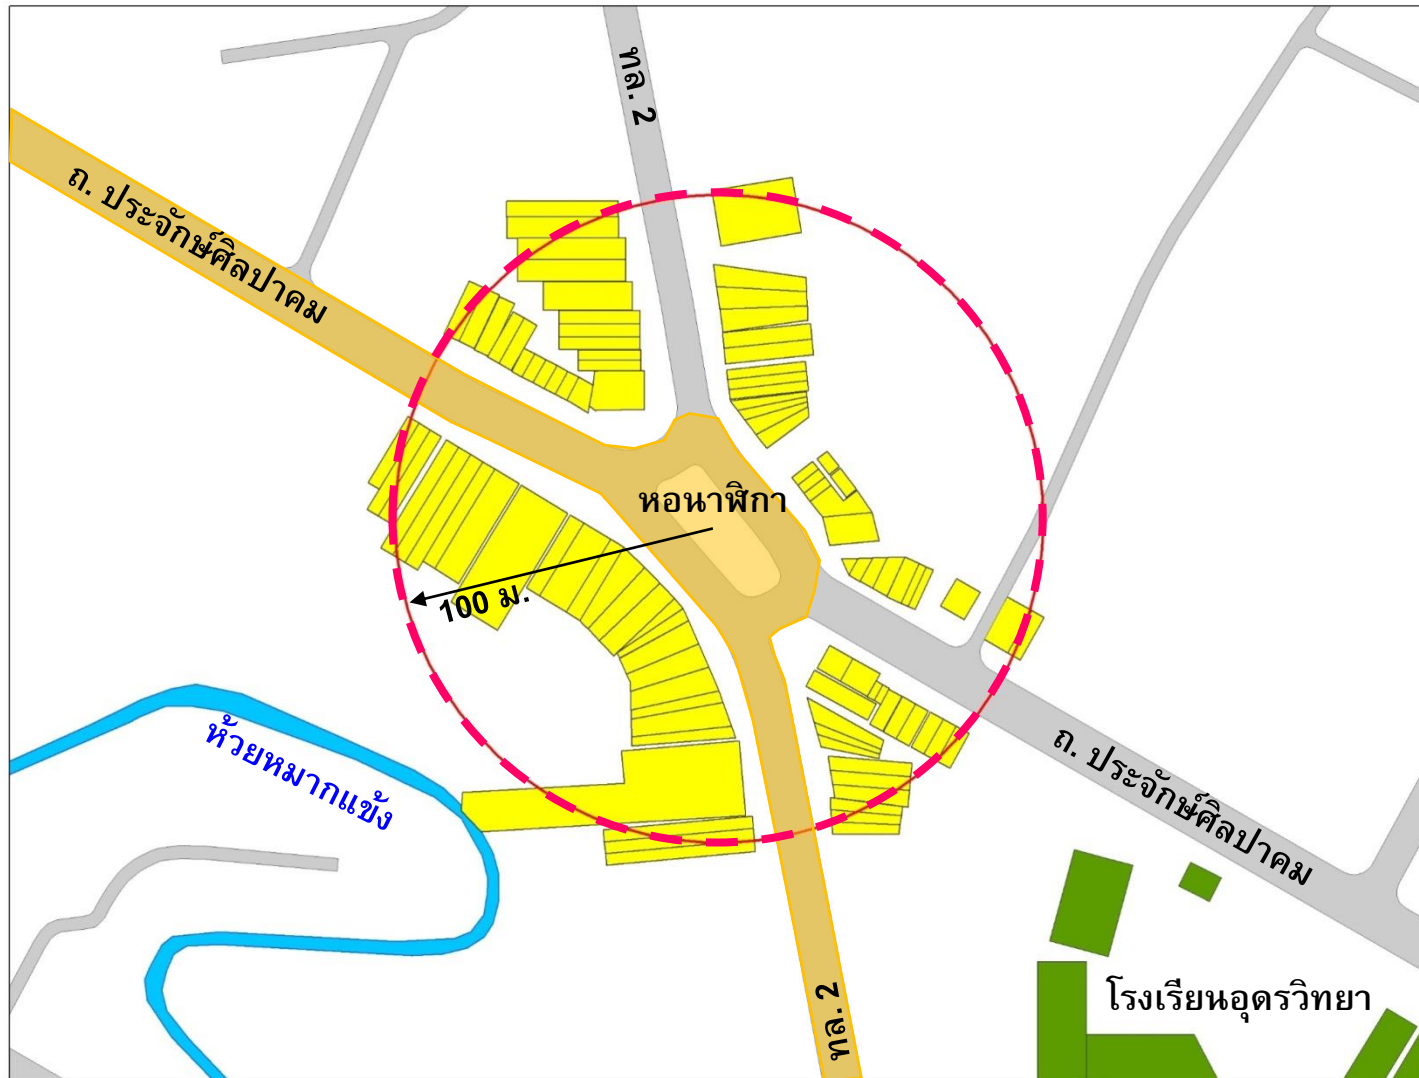 ทล. 2
ถ. ประจักษ์ศิลปาคม
หอนาฬิกา
100 ม.
ห้วยหมากแข้ง
ถ. ประจักษ์ศิลปาคม
โรงเรียนอุดรวิทยา
ทล. 2